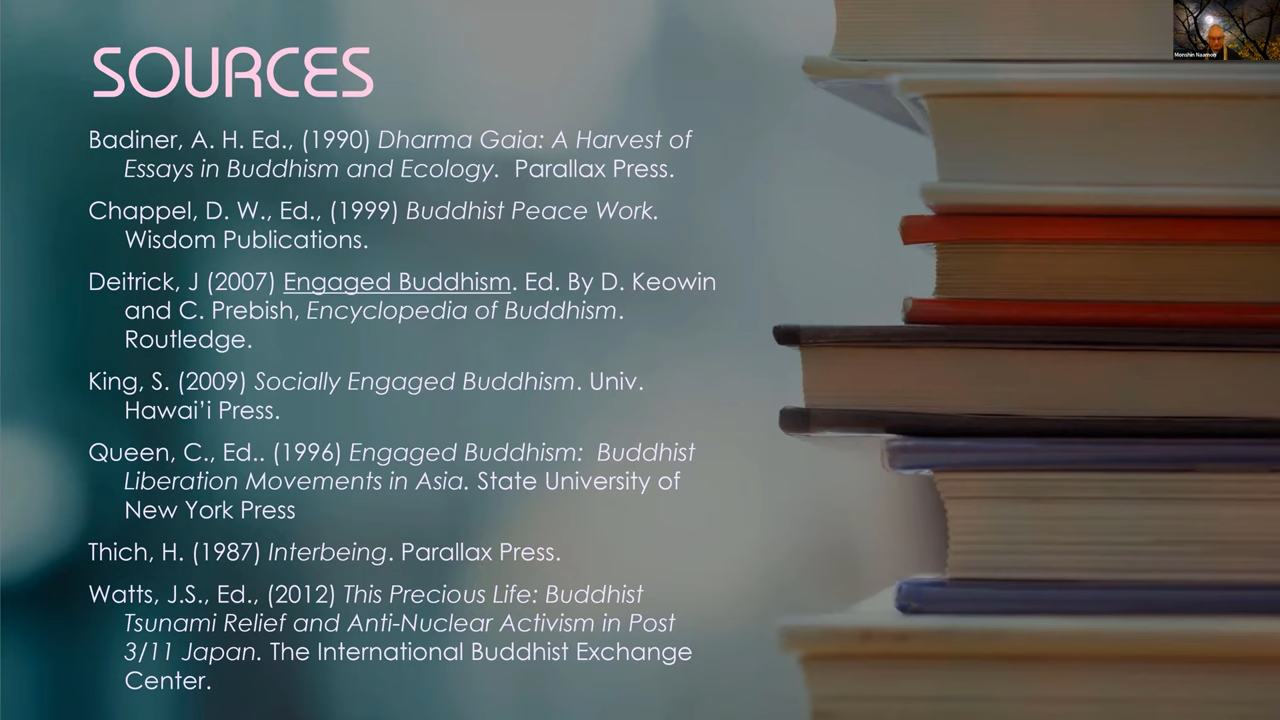 SOURCES
Badiner, A. H. Ed., (1990) Dharma Gaia: A Harvest of
Essays in Buddhism and Ecology. Parallax Press.
Chappel, D. W., Ed., (1999) Buddhist Peace Work.
Wisdom Publications.
Deitrick, J (2007) Engaged Buddhism. Ed. By D. Keowin
and C. Prebish, Encyclopedia of Buddhism.
Routledge.
King, S. (2009) Socially Engaged Buddhism. Univ.
Hawai’i Press.
Queen, C., Ed.. (1996) Engaged Buddhism: Buddhist
Liberation Movements in Asia. State University of
New York Press
Thich, H. (1987) Interbeing. Parallax Press.
Watts, J.S., Ed., (2012) This Precious Life: Buddhist
Tsunami Relief and Anti-Nuclear Activism in Post
3/11 Japan. The International Buddhist Exchange
Center.
Monshin Naamon